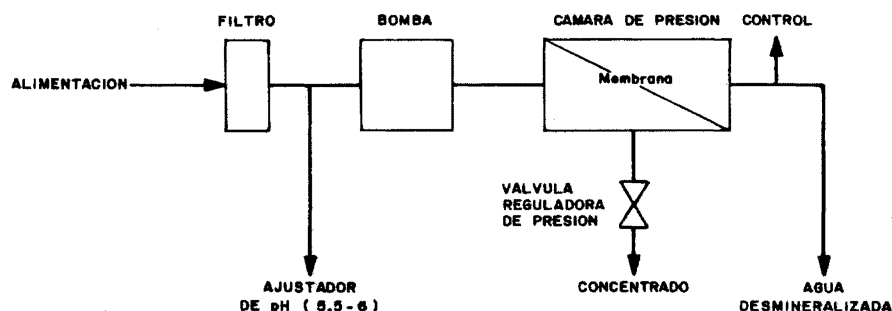 FILTRO
BOMBA
CAMARA DE PRESION
CONTROL
ALIMENTACION
Membrana
VALVULA
REGULADORA
DE PRESION
AJUSTADOR
DE pH ( 5,5-6)
CONCENTRADO
AGUA
DESMINERALIZADA